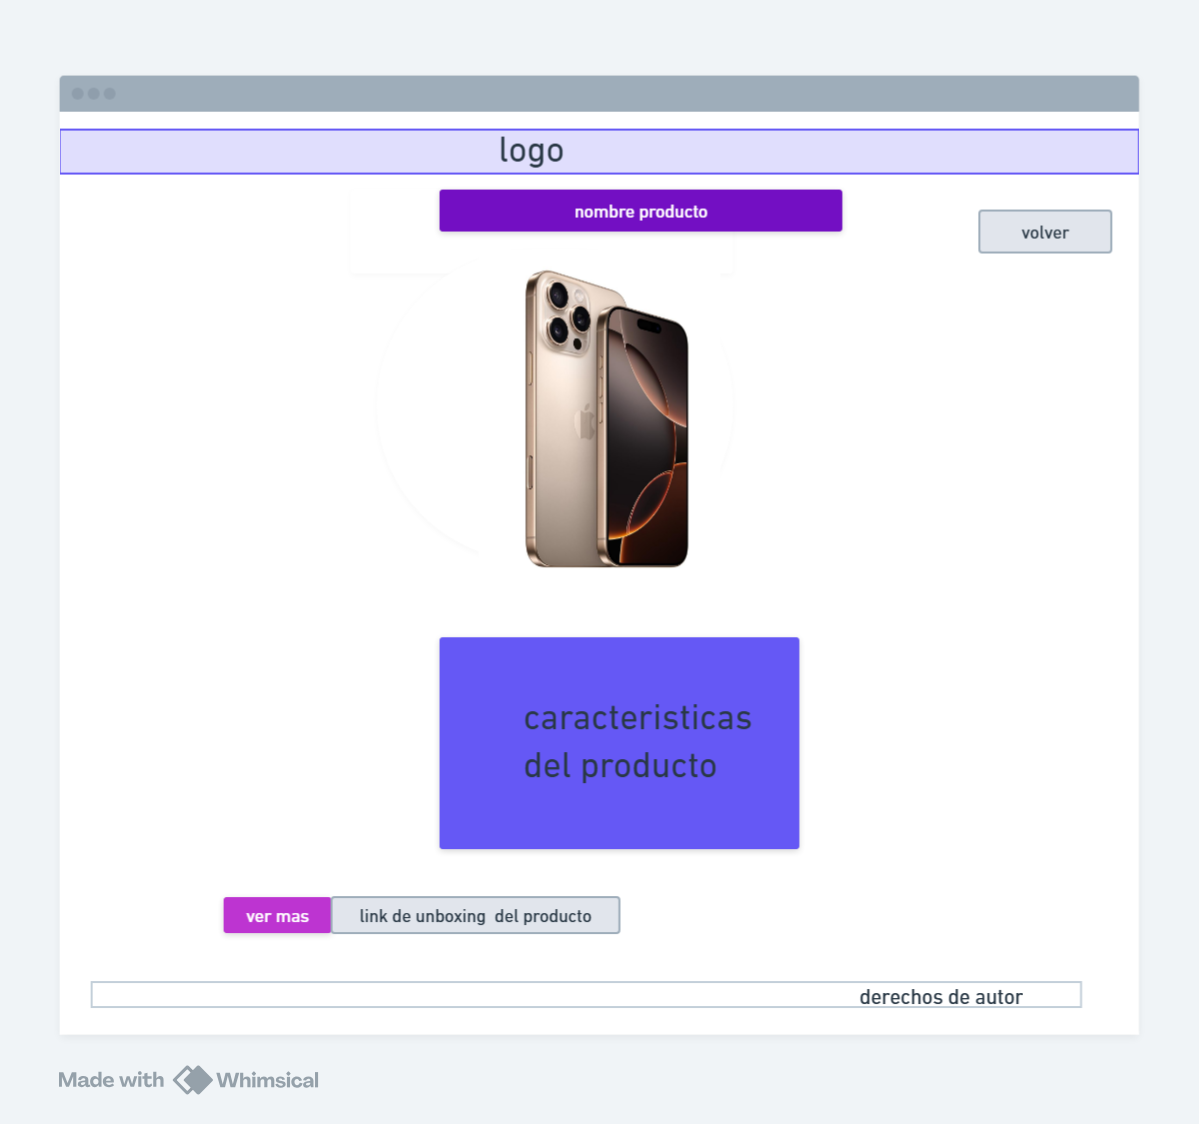 logo
nombre producto
volver
caracteristicas
del producto
ver mas
link de unboxing  del producto
derechos de autor
Made with Whimsical